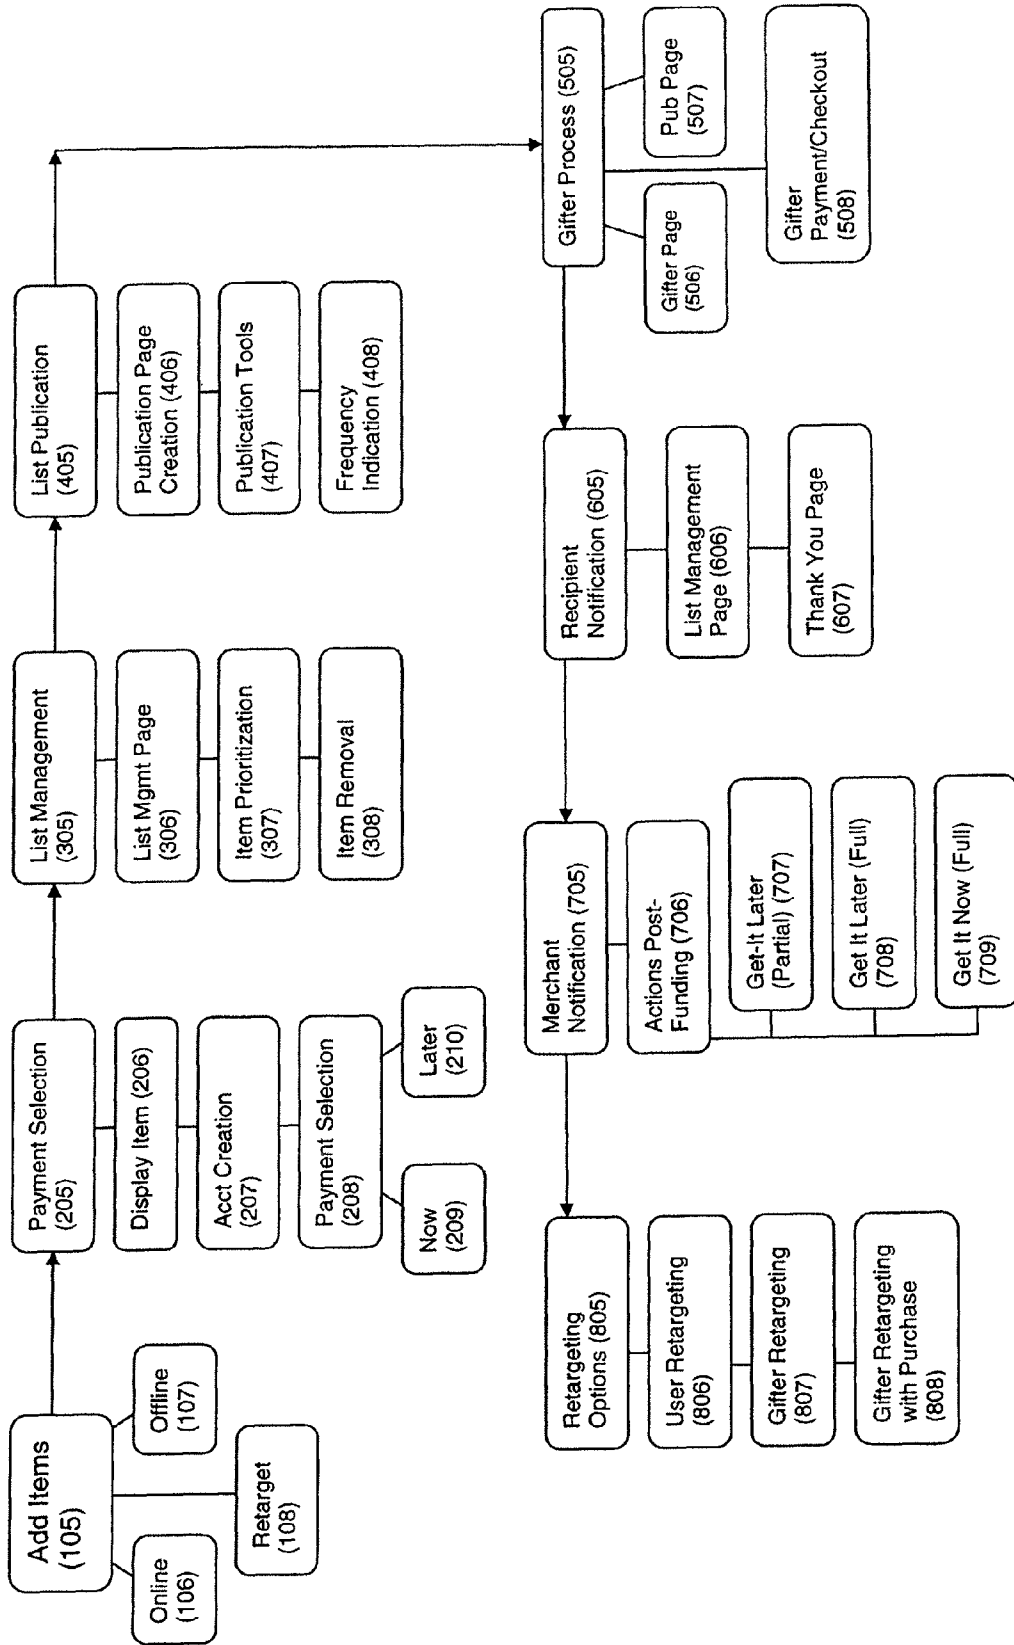 Add Items
(105)
Online
(106)
Offline
(107)
Retarget
(108)
Payment Selection
(205)
Display Item (206)
Acct Creation
(207)
Payment Selection
(208)
Now
(209)
Later
(210)
List Management
(305)
List Mgmt Page
(306)
Item Prioritization
(307)
Item Removal
(308)
List Publication
(405)
Publication Page
Creation (406)
Publication Tools
(407)
Frequency
Indication (408)
Gifter Process (505)
Gifter Page
(506)
Pub Page
(507)
Gifter
Payment/Checkout
(508)
Recipient
Notification (605)
List Management
Page (606)
Thank You Page
(607)
Merchant
Notification (705)
Actions Post-
Funding (706)
Get-It Later
(Partial) (707)
Get It Later (Full)
(708)
Get It Now (Full)
(709)
Retargeting
Options (805)
User Retargeting
(806)
Gifter Retargeting
(807)
Gifter Retargeting
with Purchase
(808)